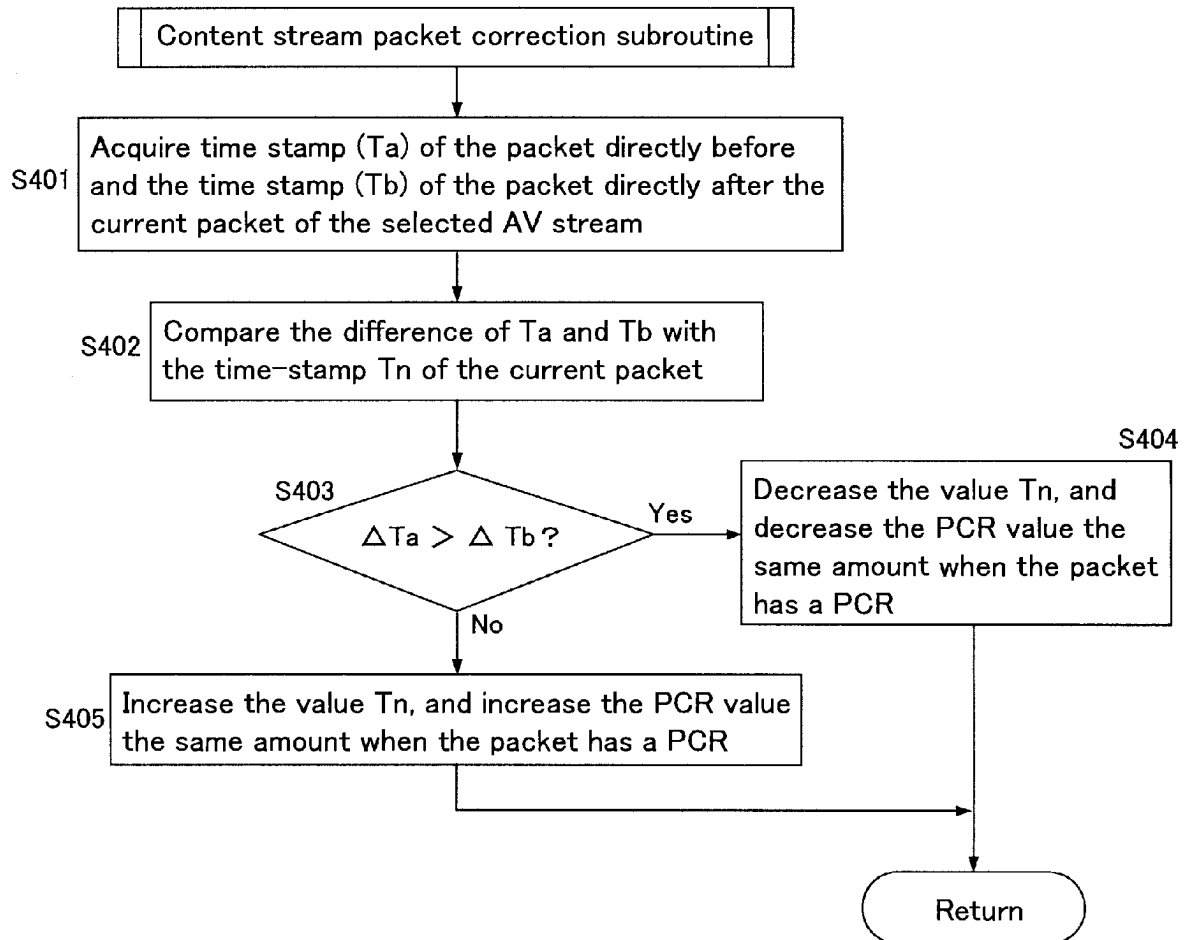 Content stream packet correction subroutine
S401
Acquire time stamp (Ta) of the packet directly before
and the time stamp (Tb) of the packet directly after the
current packet of the selected AV stream
S402
Compare the difference of Ta and Tb with
the time-stamp Tn of the current packet
S403
△Ta > △ Tb?
Yes
No
S404
Decrease the value Tn, and
decrease the PCR value the
same amount when the packet
has a PCR
S405
Increase the value Tn, and increase the PCR value
the same amount when the packet has a PCR
Return